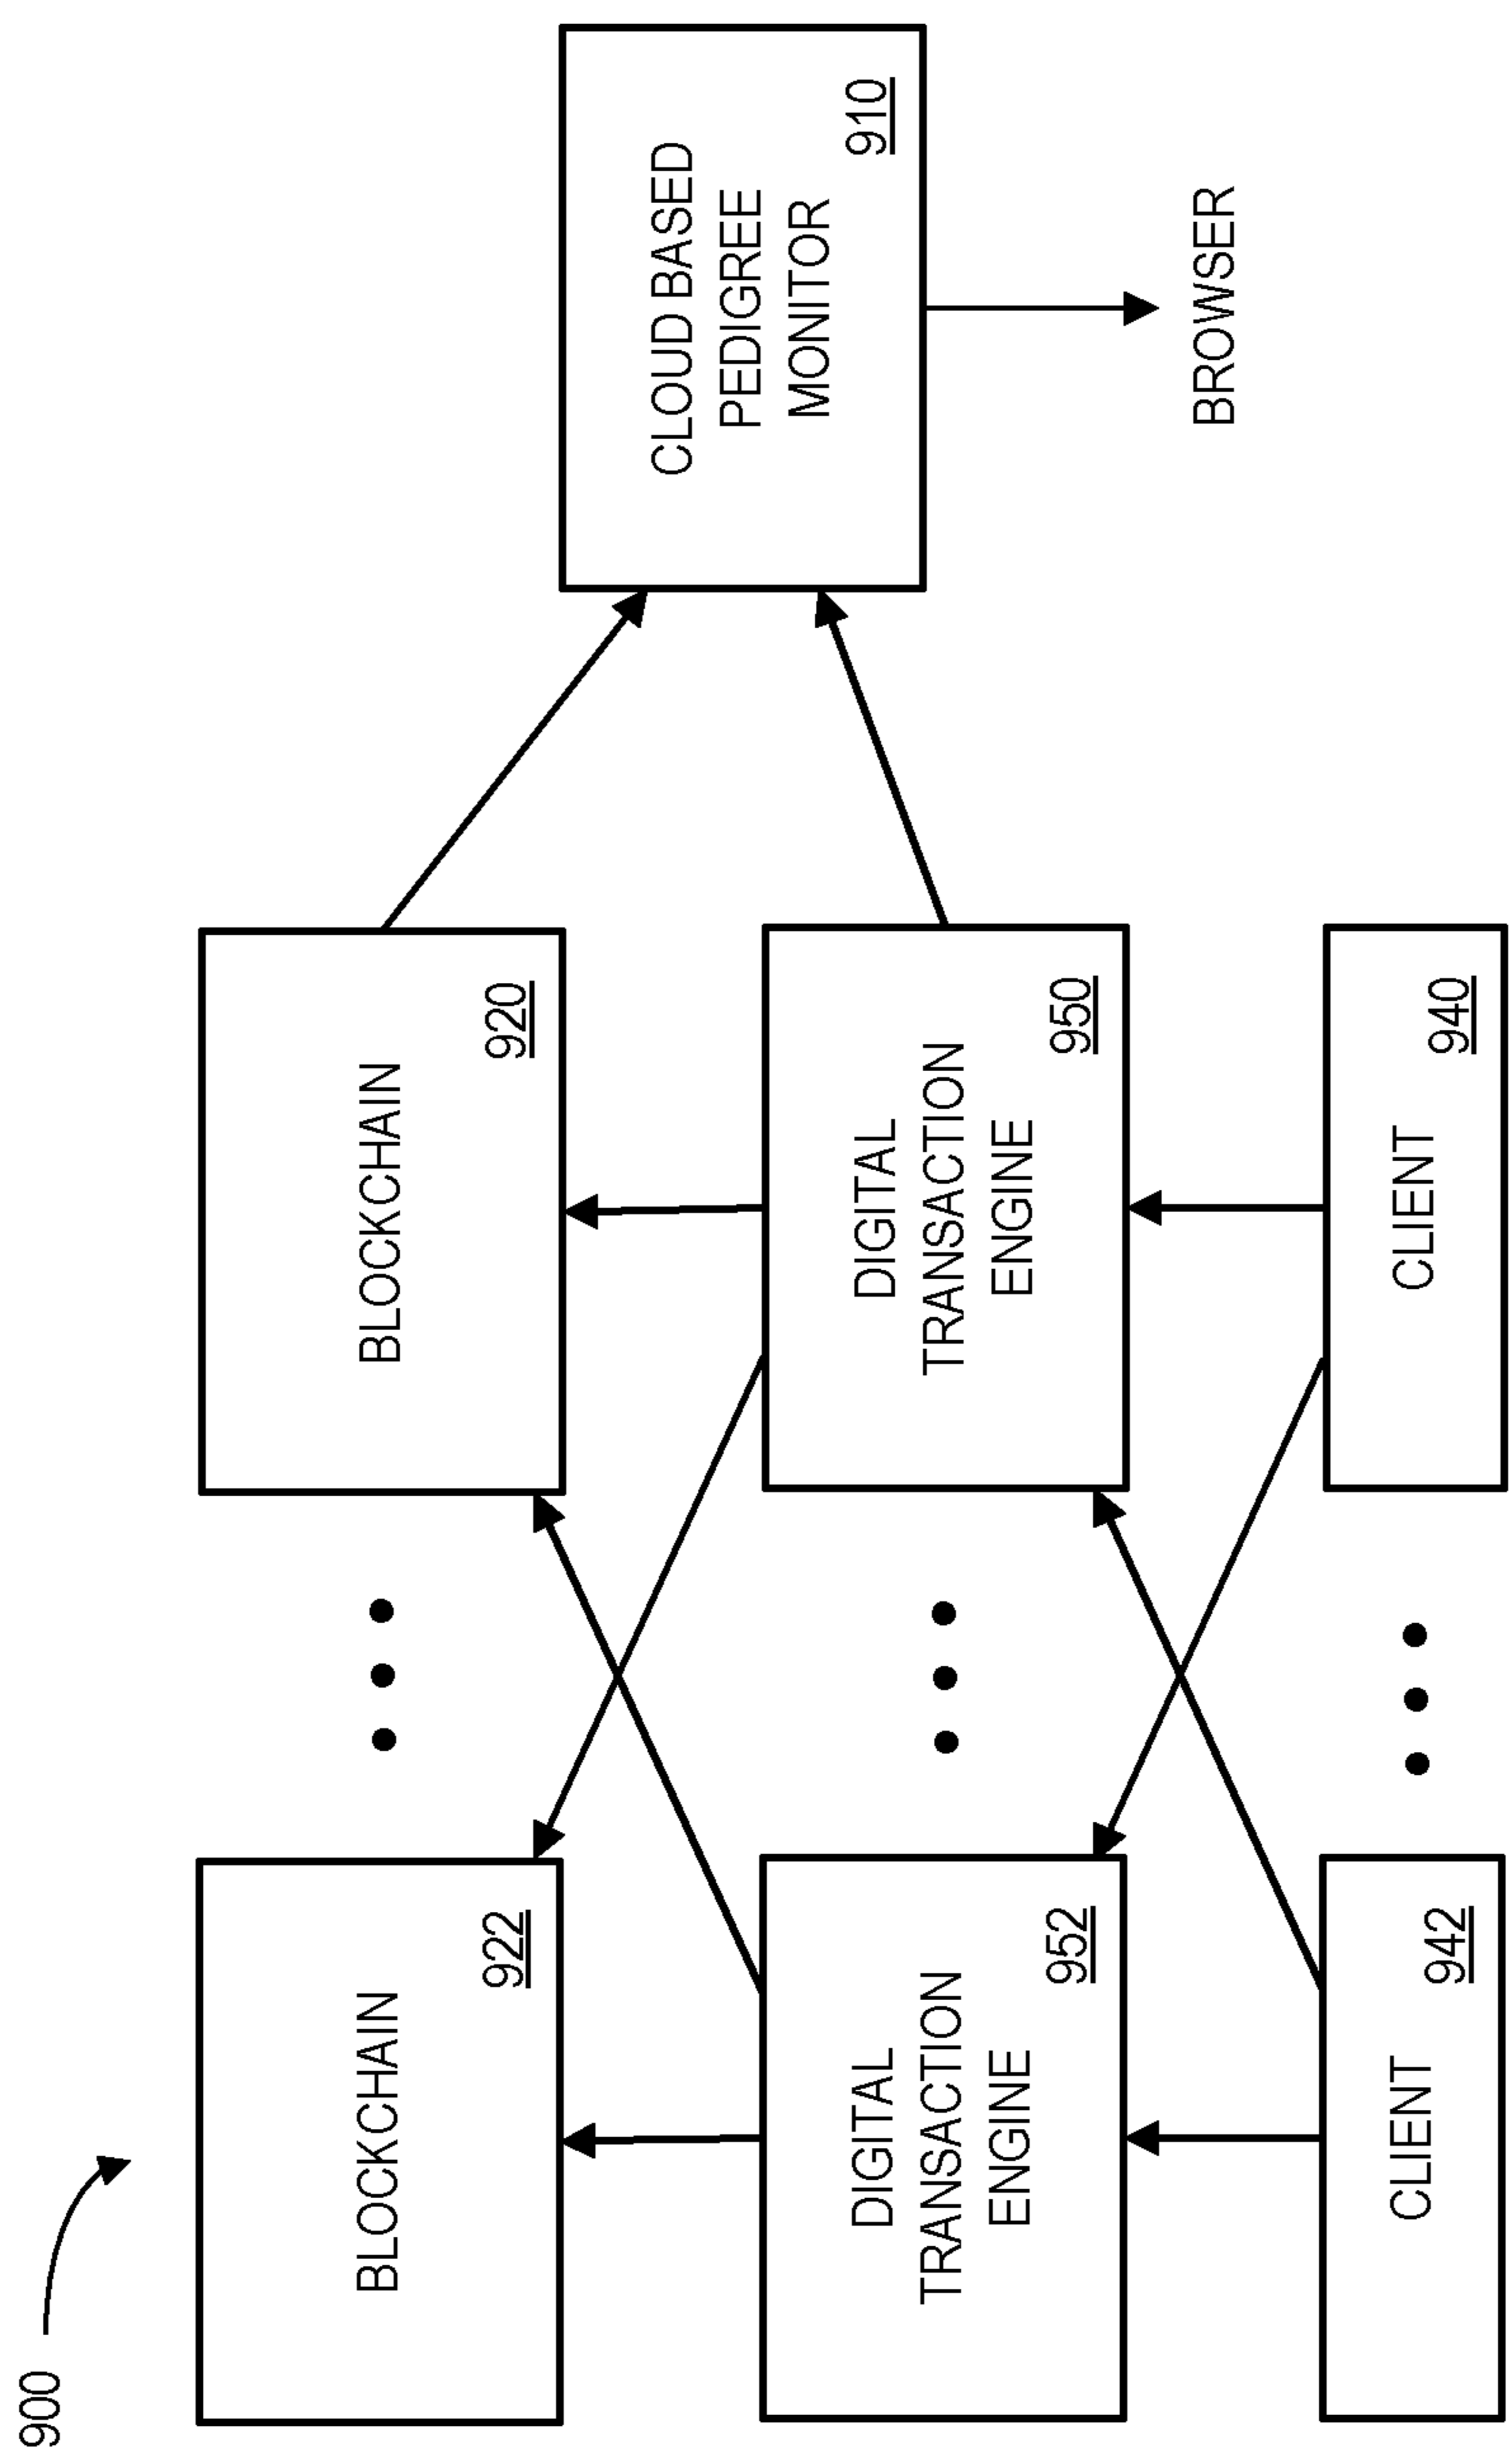 900
BLOCKCHAIN
922
BLOCKCHAIN
920
CLOUD BASED
PEDIGREE
MONITOR
910
DIGITAL
TRANSACTION
ENGINE
952
DIGITAL
TRANSACTION
ENGINE
950
BROWSER
CLIENT
942
CLIENT
940